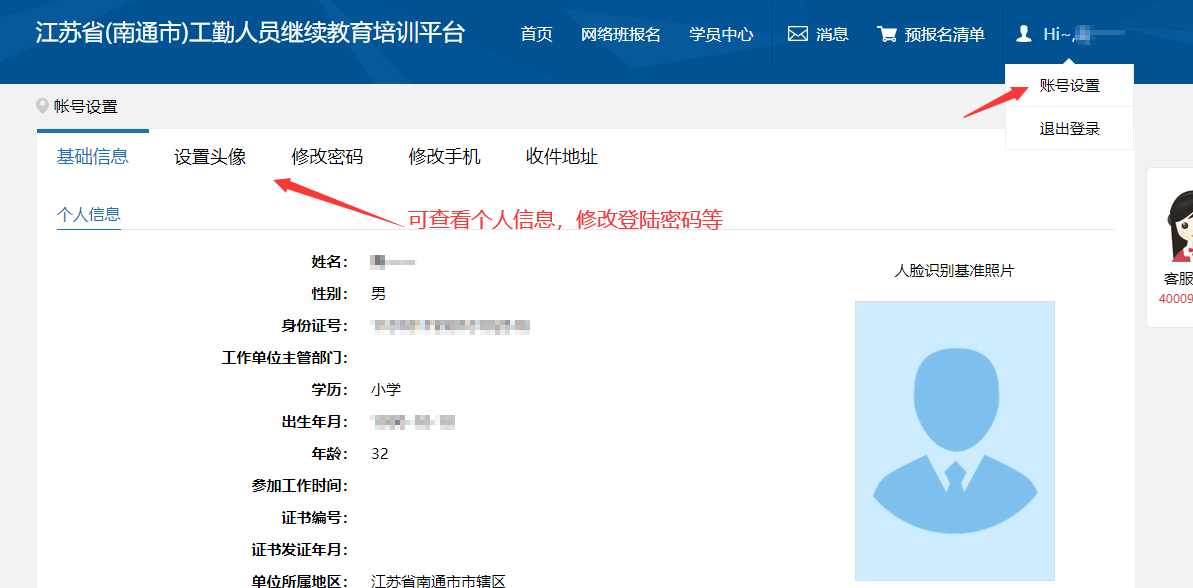 江苏省(南通市)工勤人员继续教育培训平台
首页 网络班报名 学员中心 消息 预报名清单 Hi~,
账号设置
退出登录
帐号设置
基础信息 设置头像 修改密码 修改手机 收件地址
可查看个人信息，修改登陆密码等
个人信息
姓名：
人脸识别基准照片
性别： 男
身份证号：
工作单位主管部门：
学历： 小学
出生年月：
年龄： 32
参加工作时间：
证书编号：
证书发证年月：
单位所属地区： 江苏省南通市市辖区
客服
40009